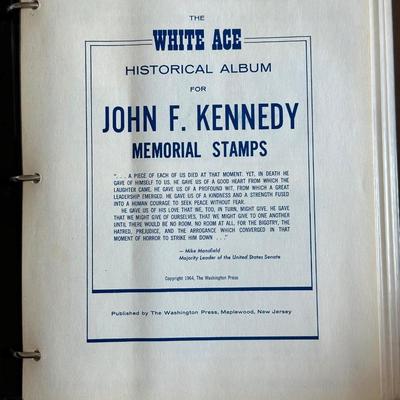 THE
WHITE ACE
HISTORICAL ALBUM
FOR
JOHN F. KENNEDY
MEMORIAL STAMPS
". . . A PIECE OF EACH OF US DIED AT THAT MOMENT. YET, IN DEATH HE
GAVE OF HIMSELF TO US. HE GAVE US OF A GOOD HEART FROM WHICH THE
LAUGHTER CAME. HE GAVE US OF A PROFOUND WIT, FROM WHICH A GREAT
LEADERSHIP EMERGED. HE GAVE US OF A KINDNESS AND A STRENGTH FUSED
INTO A HUMAN COURAGE TO SEEK PEACE WITHOUT FEAR.
HE GAVE US OF HIS LOVE THAT WE, TOO, IN TURN, MIGHT GIVE. HE GAVE
THAT WE MIGHT GIVE OF OURSELVES, THAT WE MIGHT GIVE TO ONE ANOTHER
UNTIL THERE WOULD BE NO ROOM, NO ROOM AT ALL, FOR THE BIGOTRY, THE
HATRED, PREJUDICE, AND THE ARROGANCE WHICH CONVERGED IN THAT
MOMENT OF HORROR TO STRIKE HIM DOWN . . ."
— Mike Mansfield
Majority Leader of the United States Senate
Copyright 1964, The Washington Press
Published by The Washington Press, Maplewood, New Jersey